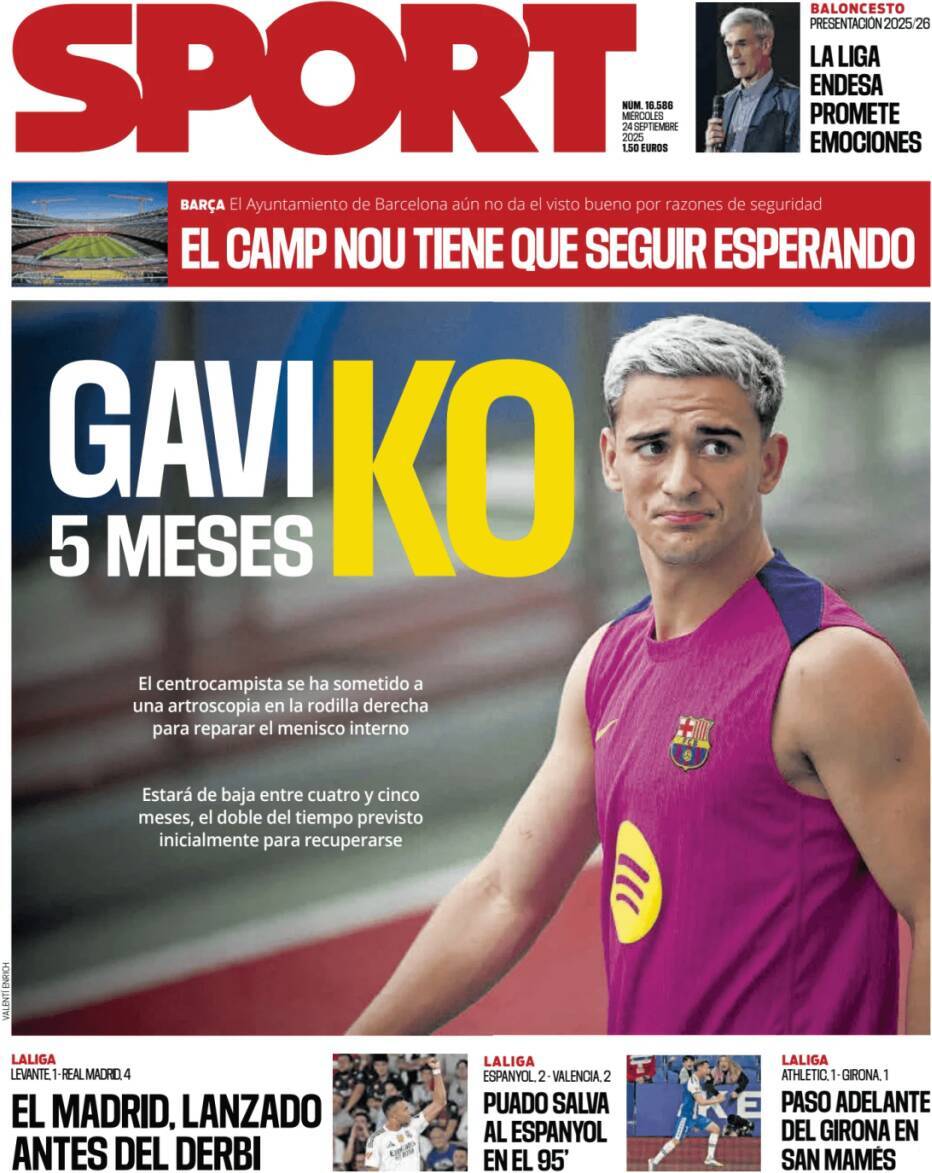 SPORT
NÚM. 16.586
MIÉRCOLES
24 SEPTIEMBRE
2025
1,50 EUROS
BALONCESTO
PRESENTACIÓN 2025/26
LA LIGA
ENDESA
PROMETE
EMOCIONES
BARÇA El Ayuntamiento de Barcelona aún no da el visto bueno por razones de seguridad
EL CAMP NOU TIENE QUE SEGUIR ESPERANDO
GAVI KO
5 MESES
El centrocampista se ha sometido a
una artroscopia en la rodilla derecha
para reparar el menisco interno
Estará de baja entre cuatro y cinco
meses, el doble del tiempo previsto
inicialmente para recuperarse
FCB
VALENTÍ ENRICH
LALIGA
LEVANTE, 1 - REAL MADRID, 4
EL MADRID, LANZADO
ANTES DEL DERBI
LALIGA
ESPANYOL, 2 - VALENCIA, 2
PUADO SALVA
AL ESPANYOL
EN EL 95’
LALIGA
ATHLETIC, 1 - GIRONA, 1
PASO ADELANTE
DEL GIRONA EN
SAN MAMÉS